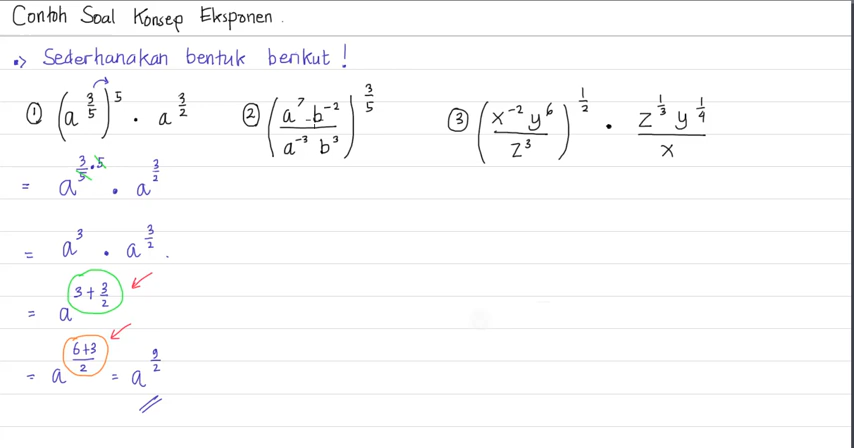 Contoh Soal Konsep Eksponen.
•> Sederhanakan bentuk berikut !
① (a^{3/5})^5 · a^{3/2}
= a^{3/5 · 5} · a^{3/2}
= a^3 · a^{3/2} .
= a^{3 + 3/2}
= a^{(6+3)/2} = a^{9/2}
② ((a^7 · b^{-2})/(a^{-3} b^3))^{3/5}
③ ((x^{-2} y^6)/(z^3))^{1/2} · (z^{1/3} y^{1/4})/x